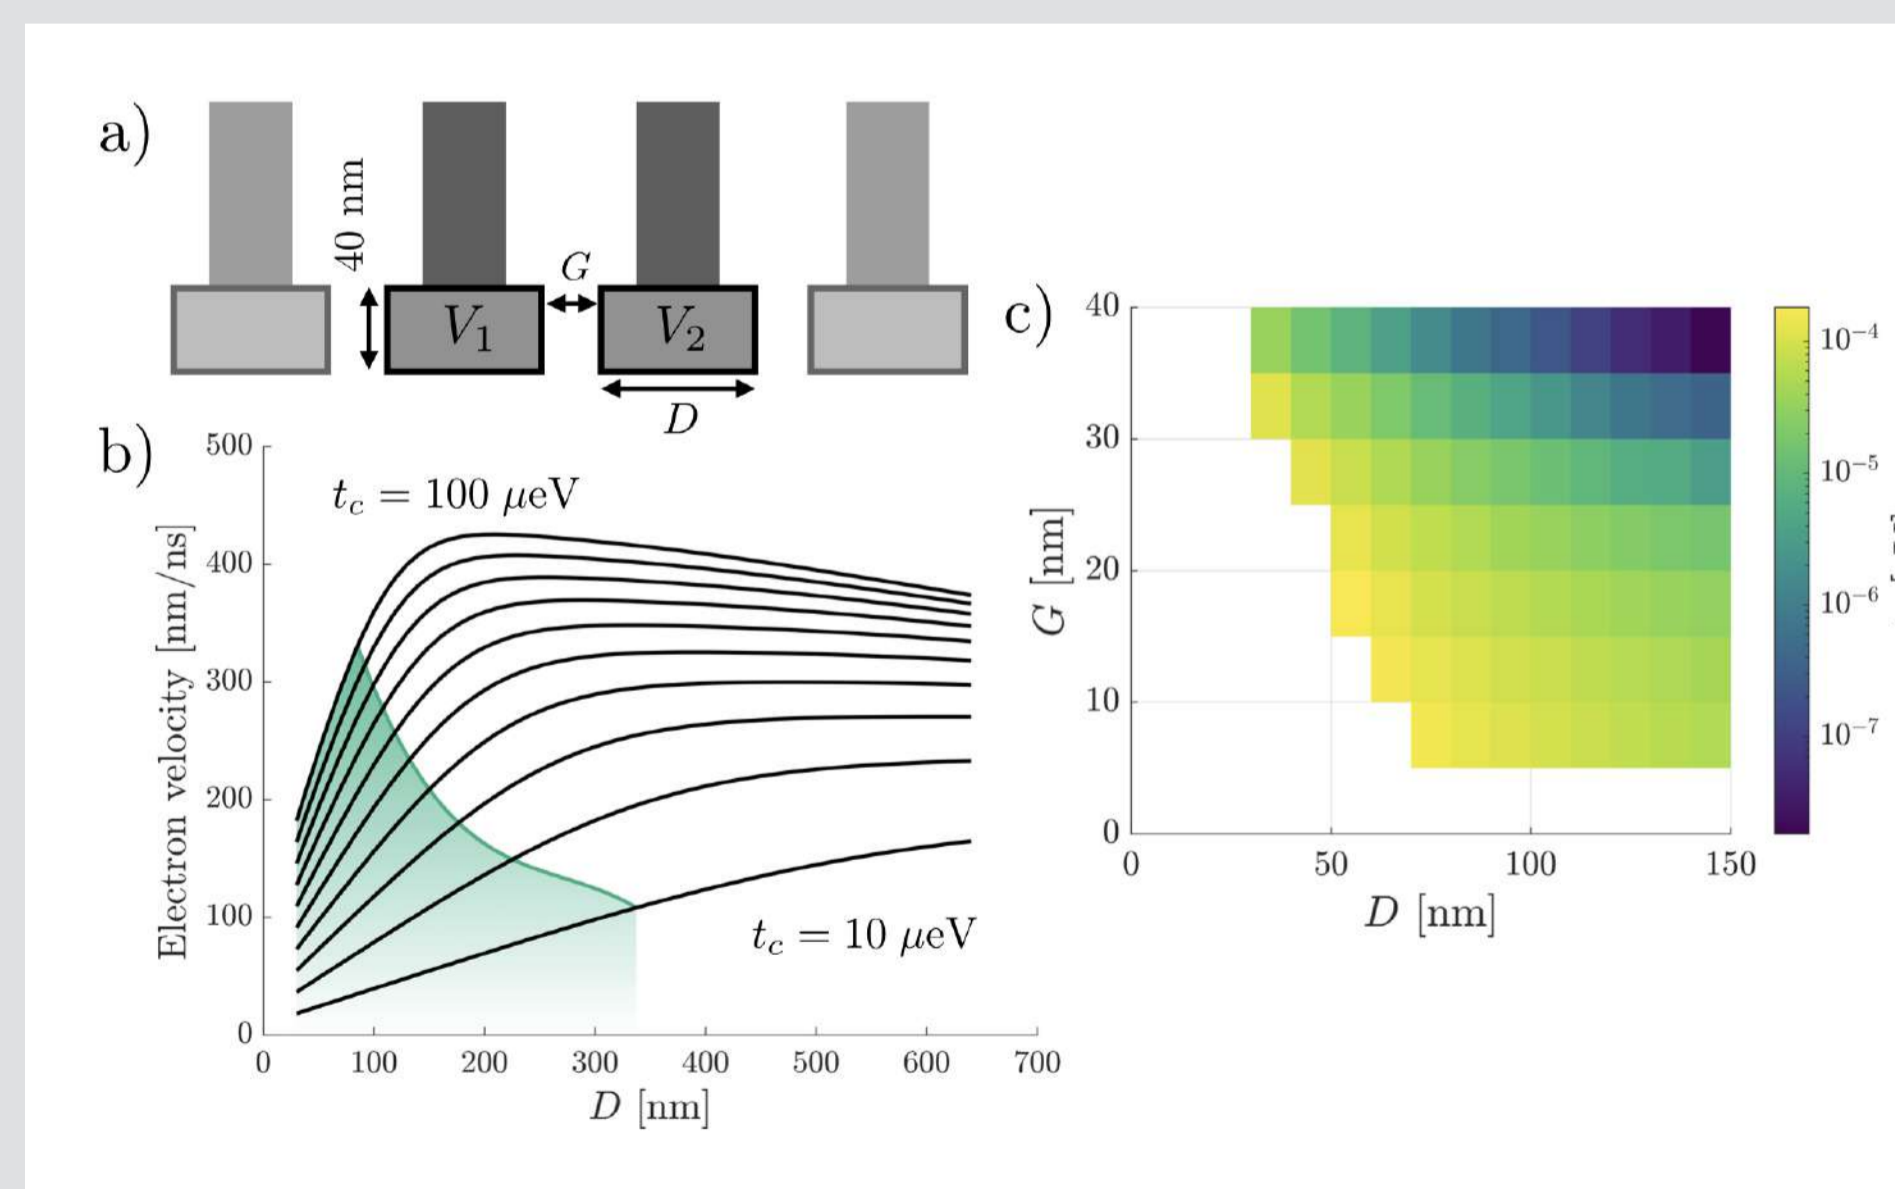 a)
40 nm
V₁
G
V₂
D
b)
Electron velocity [nm/ns]
500
400
300
200
100
0
t_c = 100 μeV
t_c = 10 μeV
0 100 200 300 400 500 600 700
D [nm]
c)
G [nm]
40
30
20
10
0
0 50 100 150
D [nm]
10⁻⁴
10⁻⁵
10⁻⁶
10⁻⁷